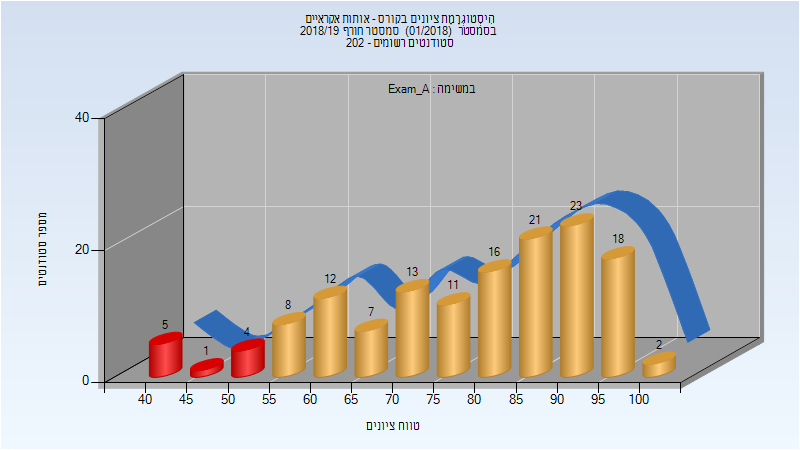 היסטוגרמת ציונים בקורס - אותות אקראיים
בסמסטר (01/2018) סמסטר חורף 2018/19
סטודנטים רשומים - 202
במשימה : Exam_A
40
20
0
מספר סטודנטים
5
1
4
8
12
7
13
11
16
21
23
18
2
40 45 50 55 60 65 70 75 80 85 90 95 100
טווח ציונים